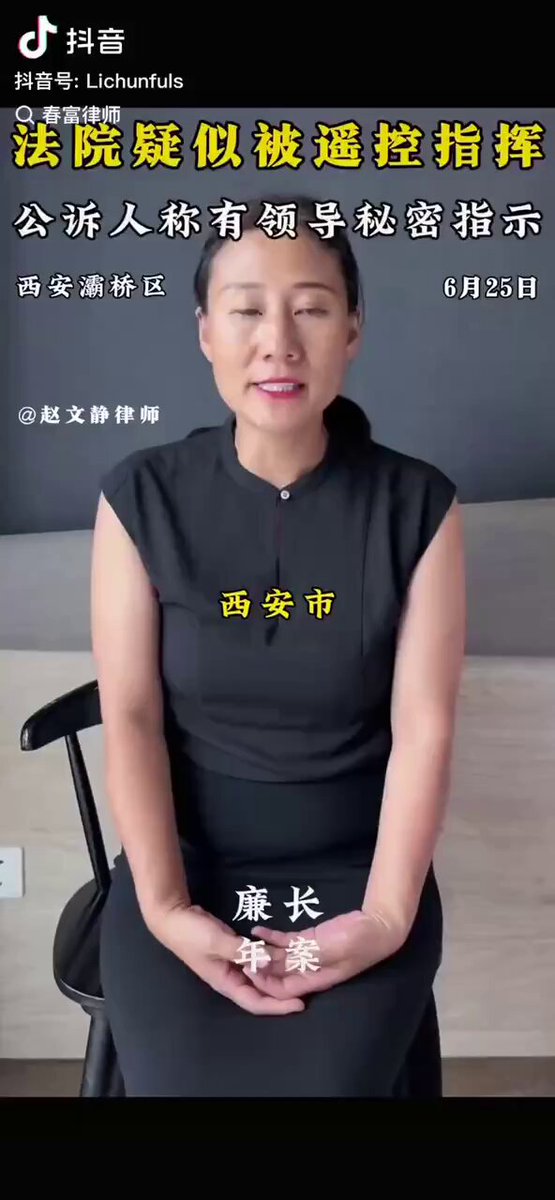 抖音
抖音号: Lichunfuls
春富律师
法院疑似被遥控指挥
公诉人称有领导秘密指示
西安灞桥区
6月25日
@赵文静律师
西安市
廉长
年案